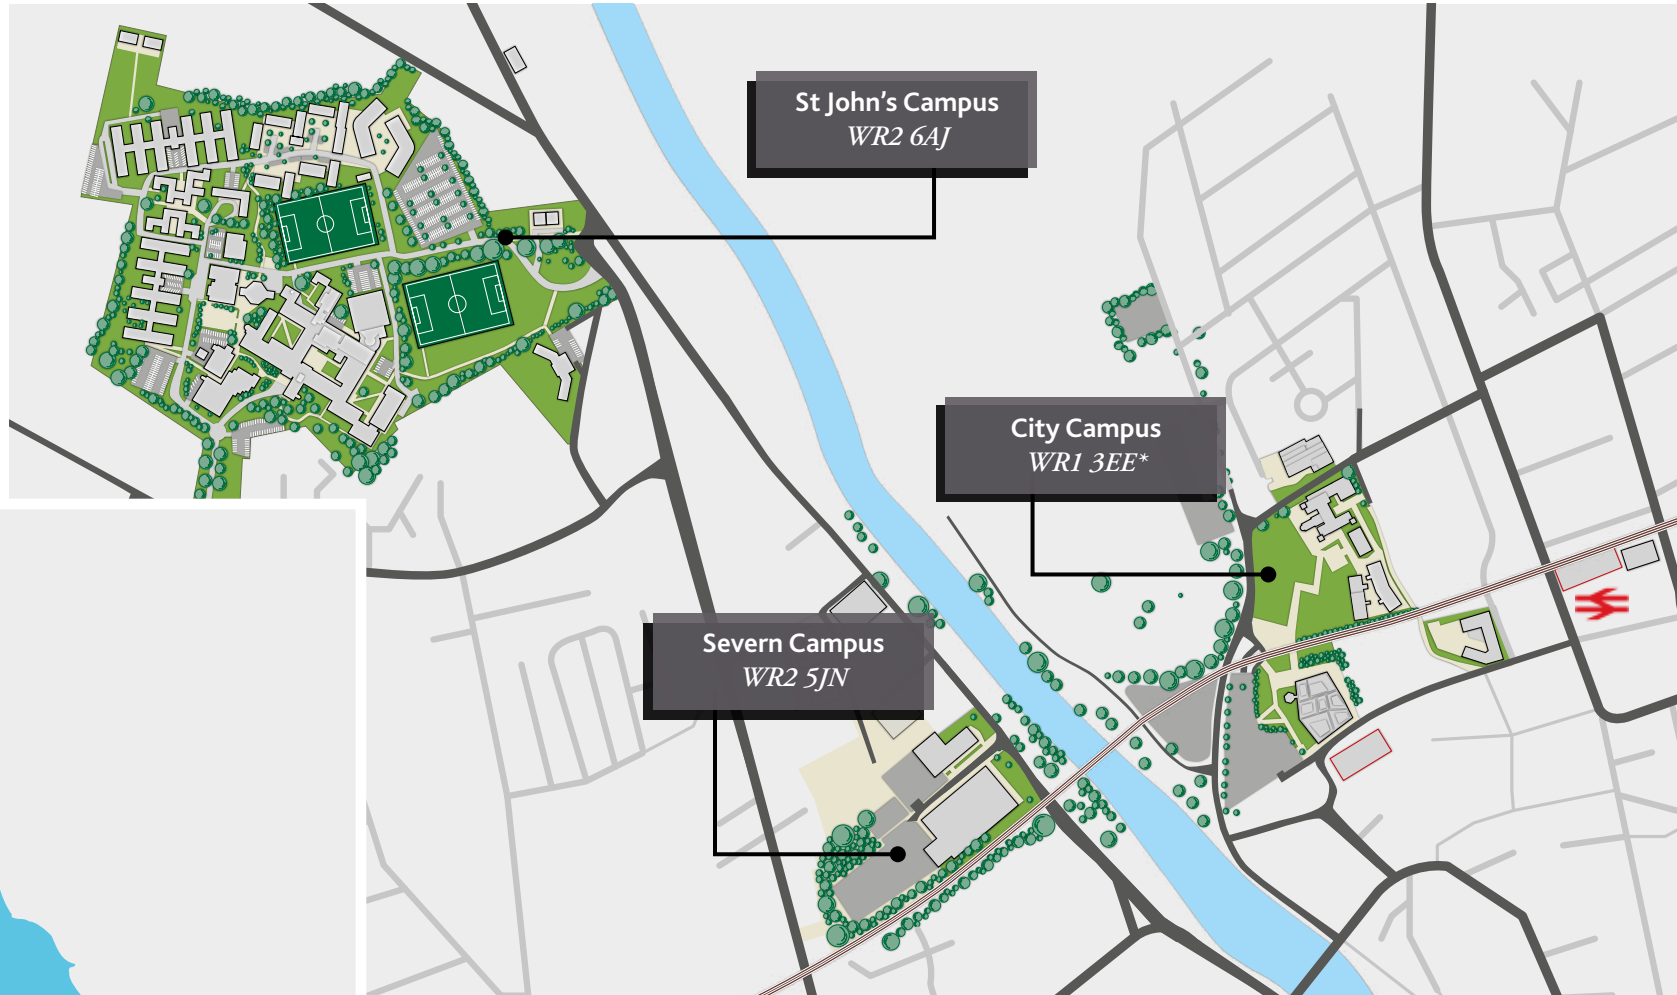 St John's Campus
WR2 6AJ
City Campus
WR1 3EE*
Severn Campus
WR2 5JN